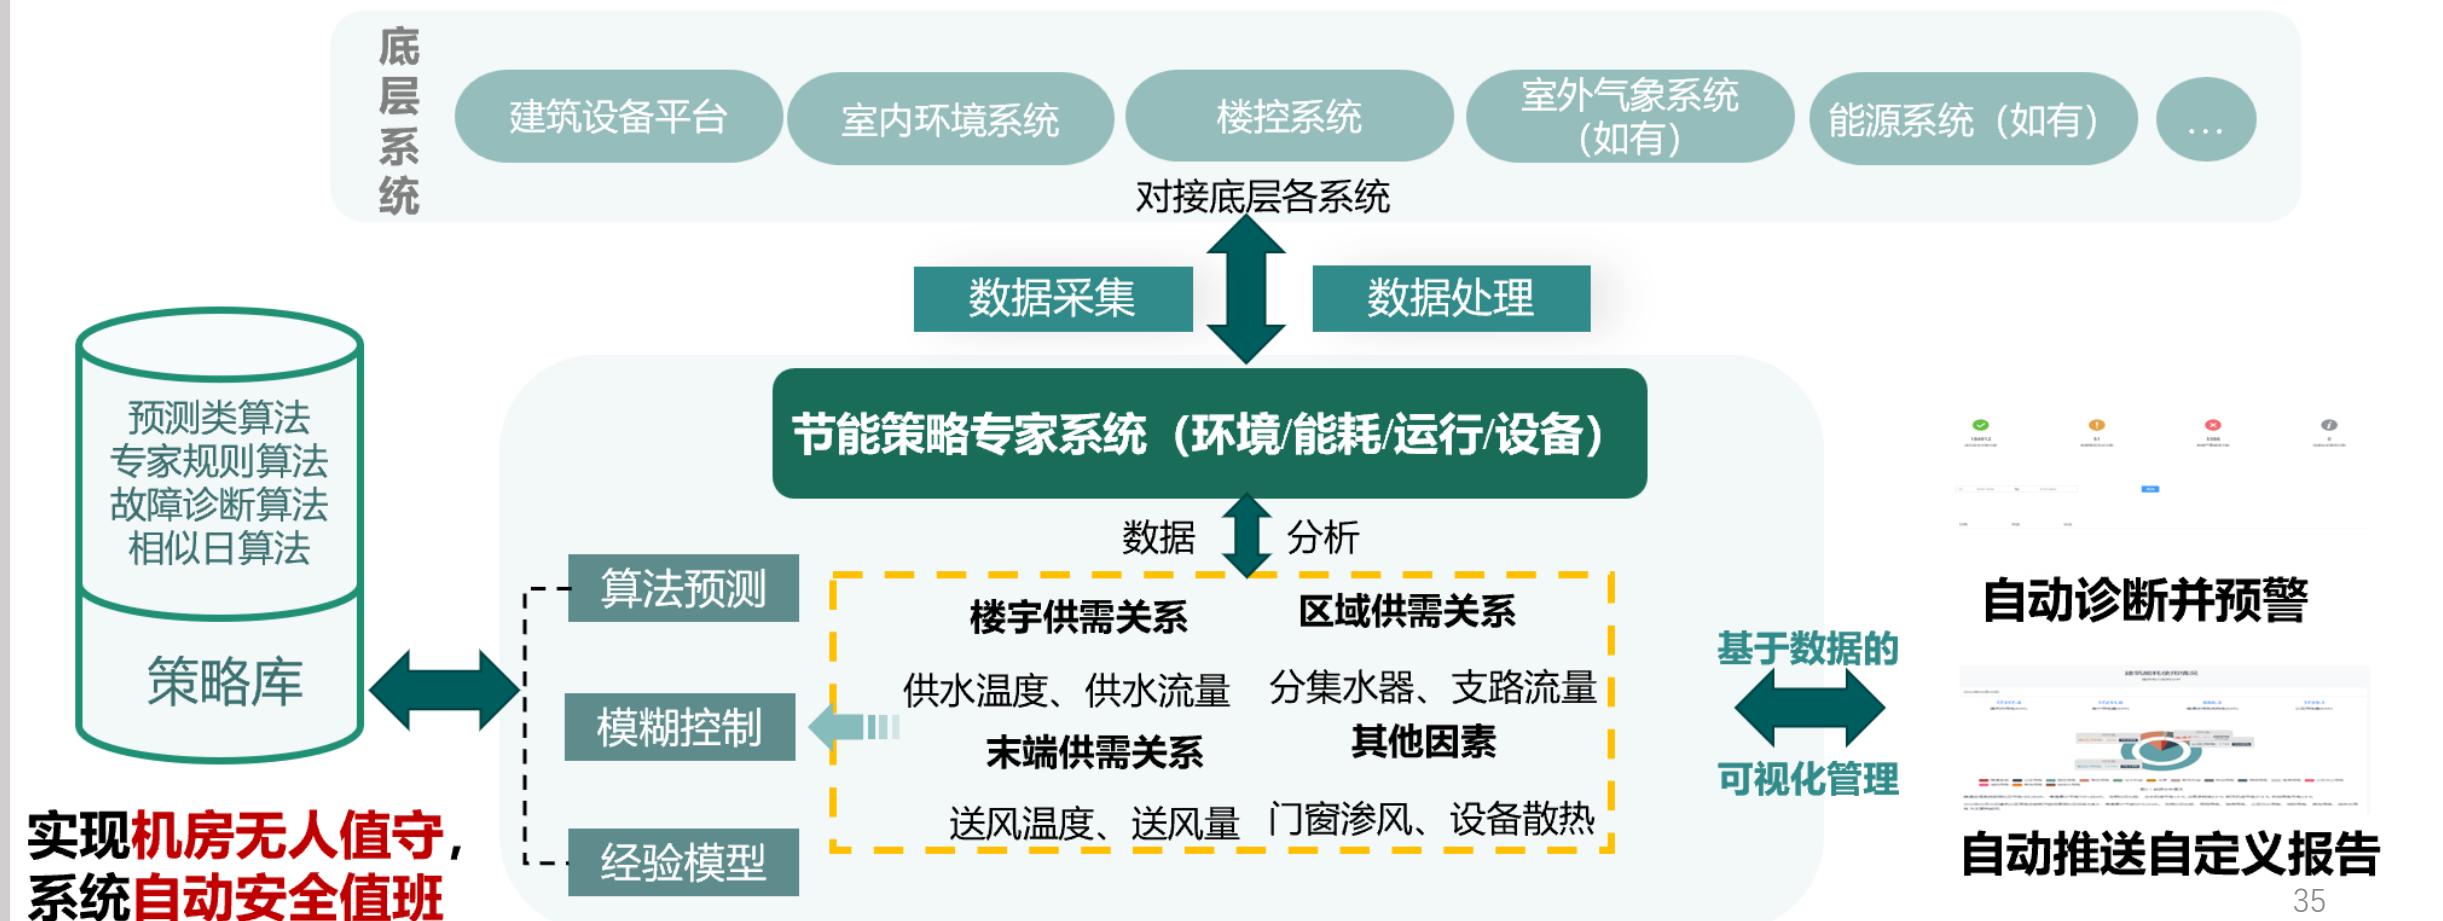 底层系统
建筑设备平台
室内环境系统
楼控系统
室外气象系统
（如有）
能源系统（如有）
...
对接底层各系统
数据采集
数据处理
节能策略专家系统（环境/能耗/运行/设备）
数据
分析
预测类算法
专家规则算法
故障诊断算法
相似日算法
策略库
算法预测
模糊控制
经验模型
楼宇供需关系
供水温度、供水流量
区域供需关系
分集水器、支路流量
末端供需关系
送风温度、送风量
其他因素
门窗渗风、设备散热
基于数据的
可视化管理
自动诊断并预警
建筑能耗使用情况
自动推送自定义报告
实现机房无人值守，
系统自动安全值班
35